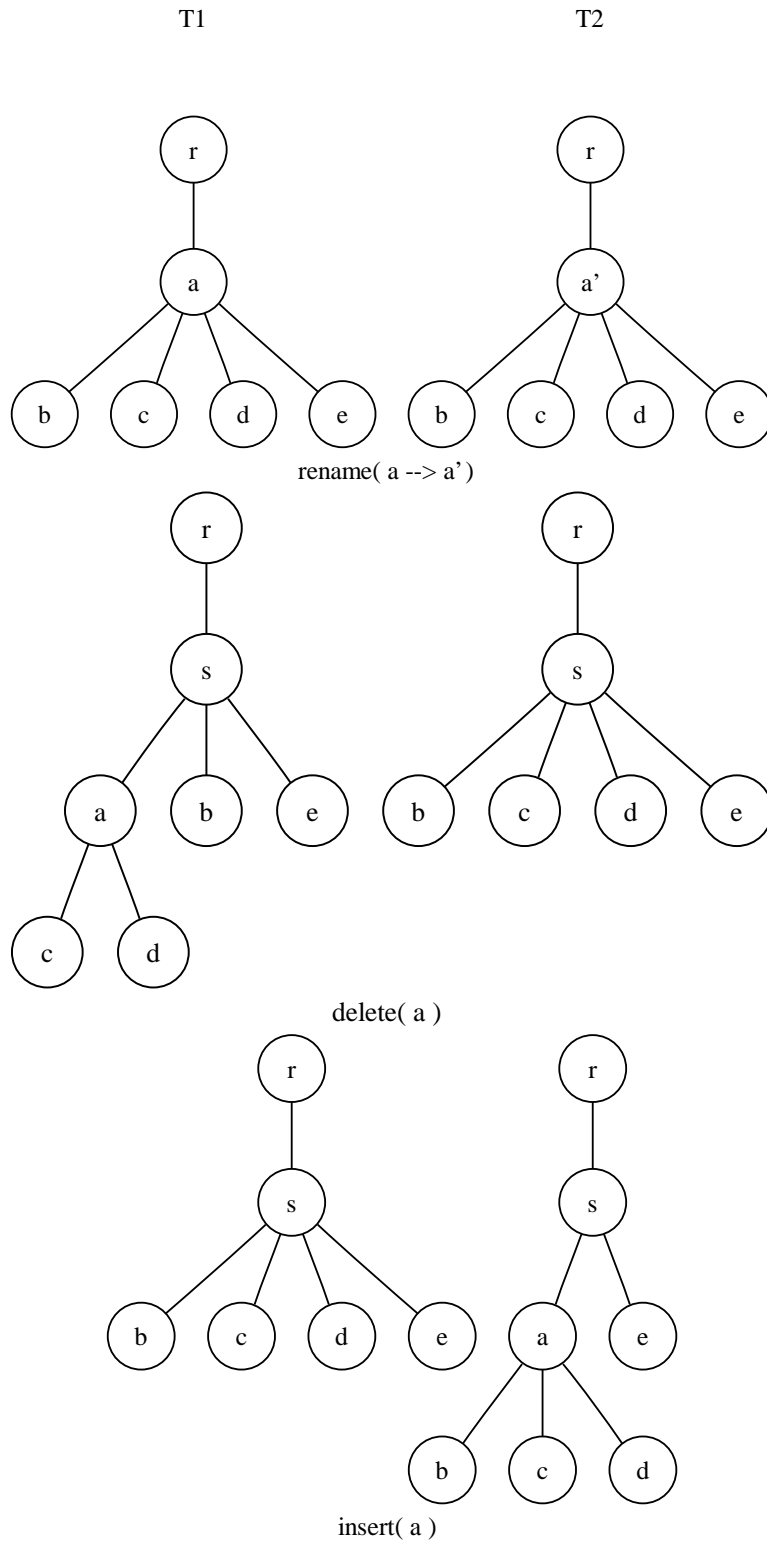 T1 T2
r r
a a’
b c d e b c d e
rename( a --> a’)
r r
s s
a b e b c d e
c d
delete( a )
r r
s s
b c d e a e
b c d
insert( a )